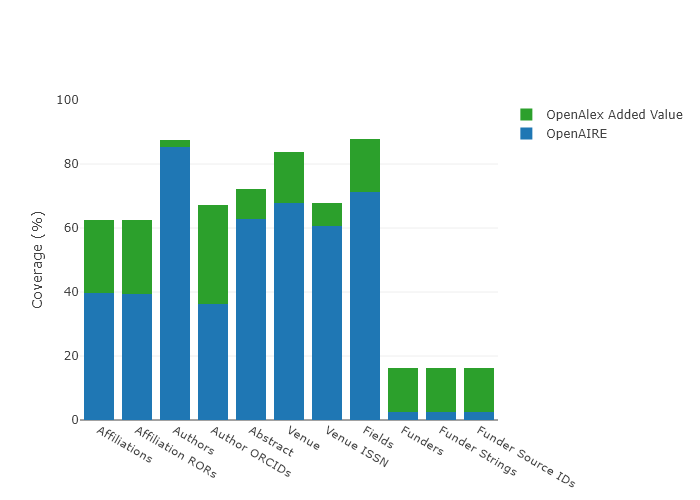 100
80
60
40
20
0
Coverage (%)
OpenAlex Added Value
OpenAIRE
Affiliations
Affiliation RORs
Authors
Author ORCIDs
Abstract
Venue
Venue ISSN
Fields
Funders
Funder Strings
Funder Source IDs